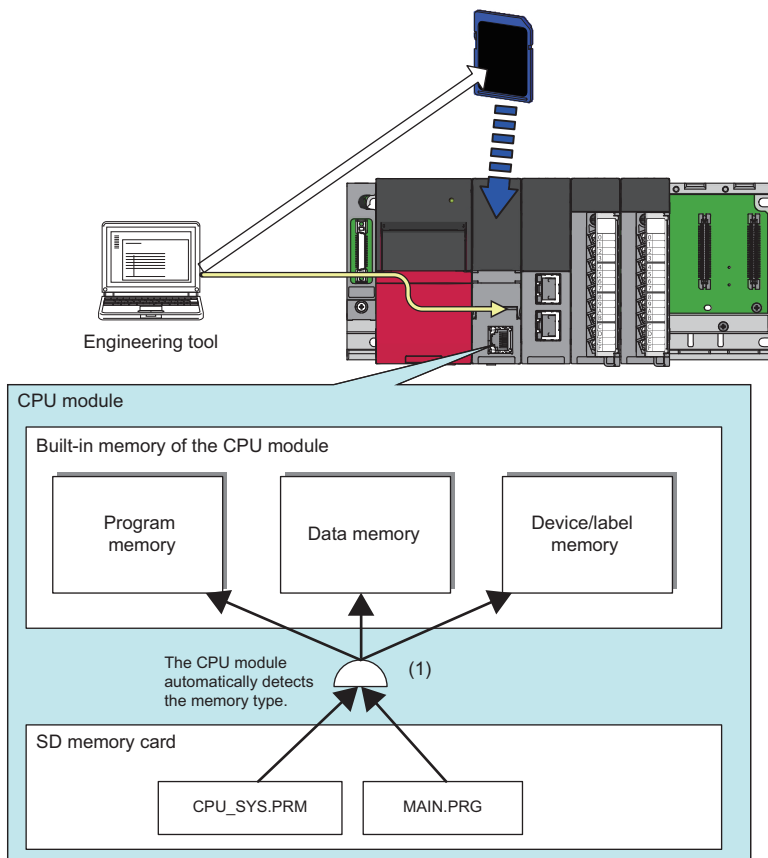 Engineering tool
CPU module
Built-in memory of the CPU module
Program
memory
Data memory
Device/label
memory
The CPU module
automatically detects
the memory type.
(1)
SD memory card
CPU_SYS.PRM
MAIN.PRG